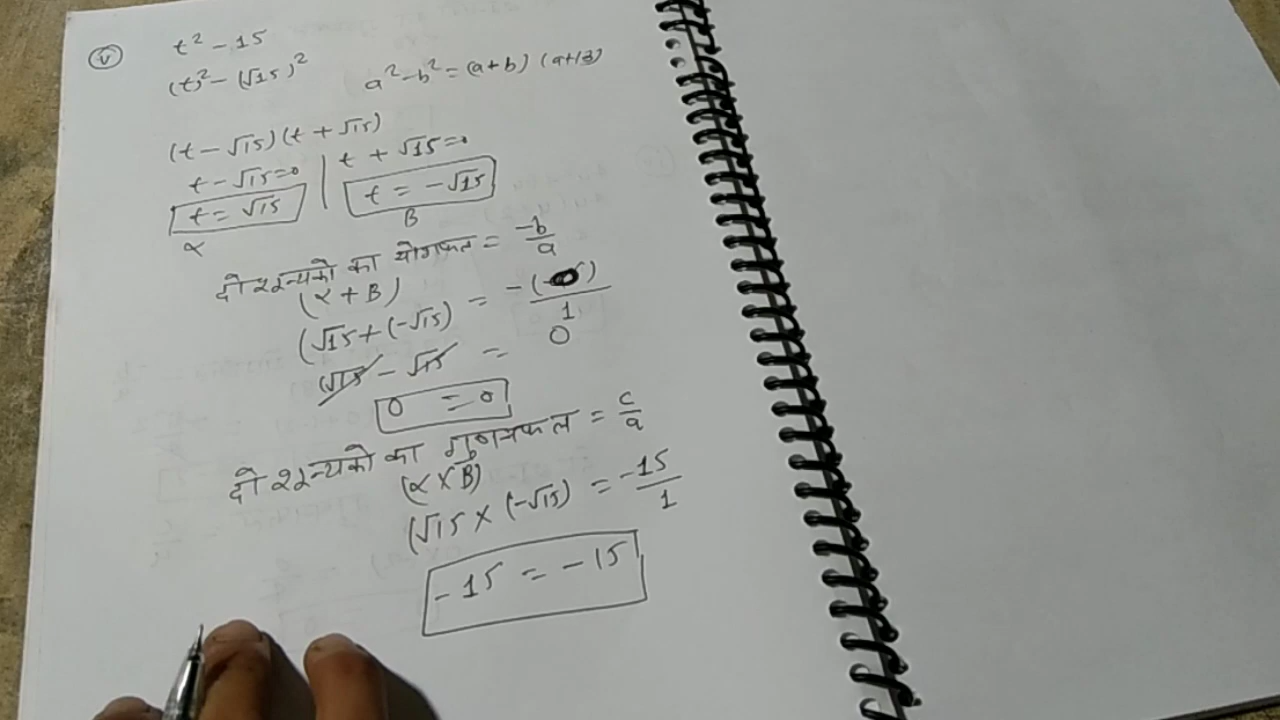 (v) t² - 15
(t)² - (√15)² a² - b² = (a+b) (a+b)
(t - √15) (t + √15)
t - √15 = 0 | t + √15 = 0
t = √15 | t = -√15
α B
दो शून्यको का योगफल = -b/a
(α + B)
(√15 + (-√15) = -( )/1
√15 - √15 = 0
0 = 0
दो शून्यको का गुणनफल = c/a
(α × B)
(√15 × (-√15) = -15/1
-15 = -15